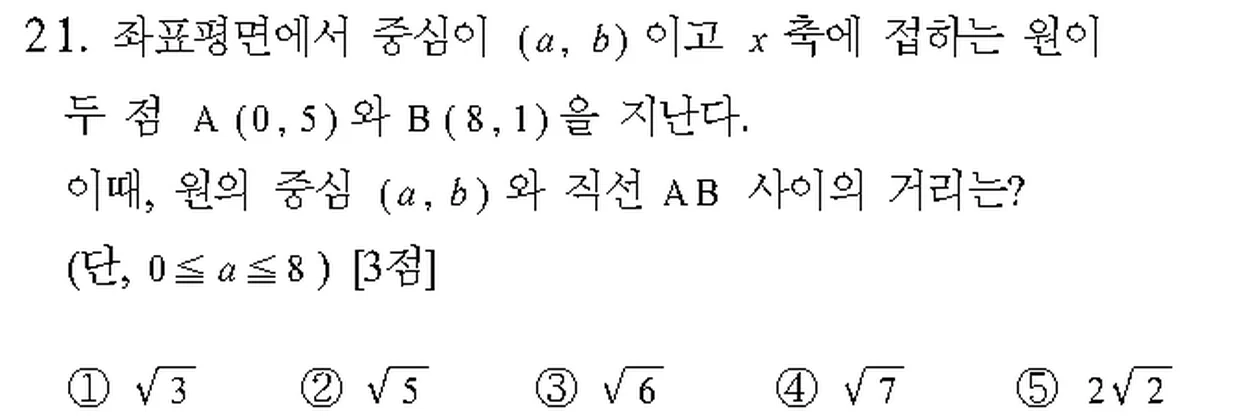 21. 좌표평면에서 중심이 (a, b) 이고 x 축에 접하는 원이
두 점 A (0, 5) 와 B (8, 1) 을 지난다.
이때, 원의 중심 (a, b) 와 직선 AB 사이의 거리는?
(단, 0≦a≦8) [3점]
① √3 ② √5 ③ √6 ④ √7 ⑤ 2√2